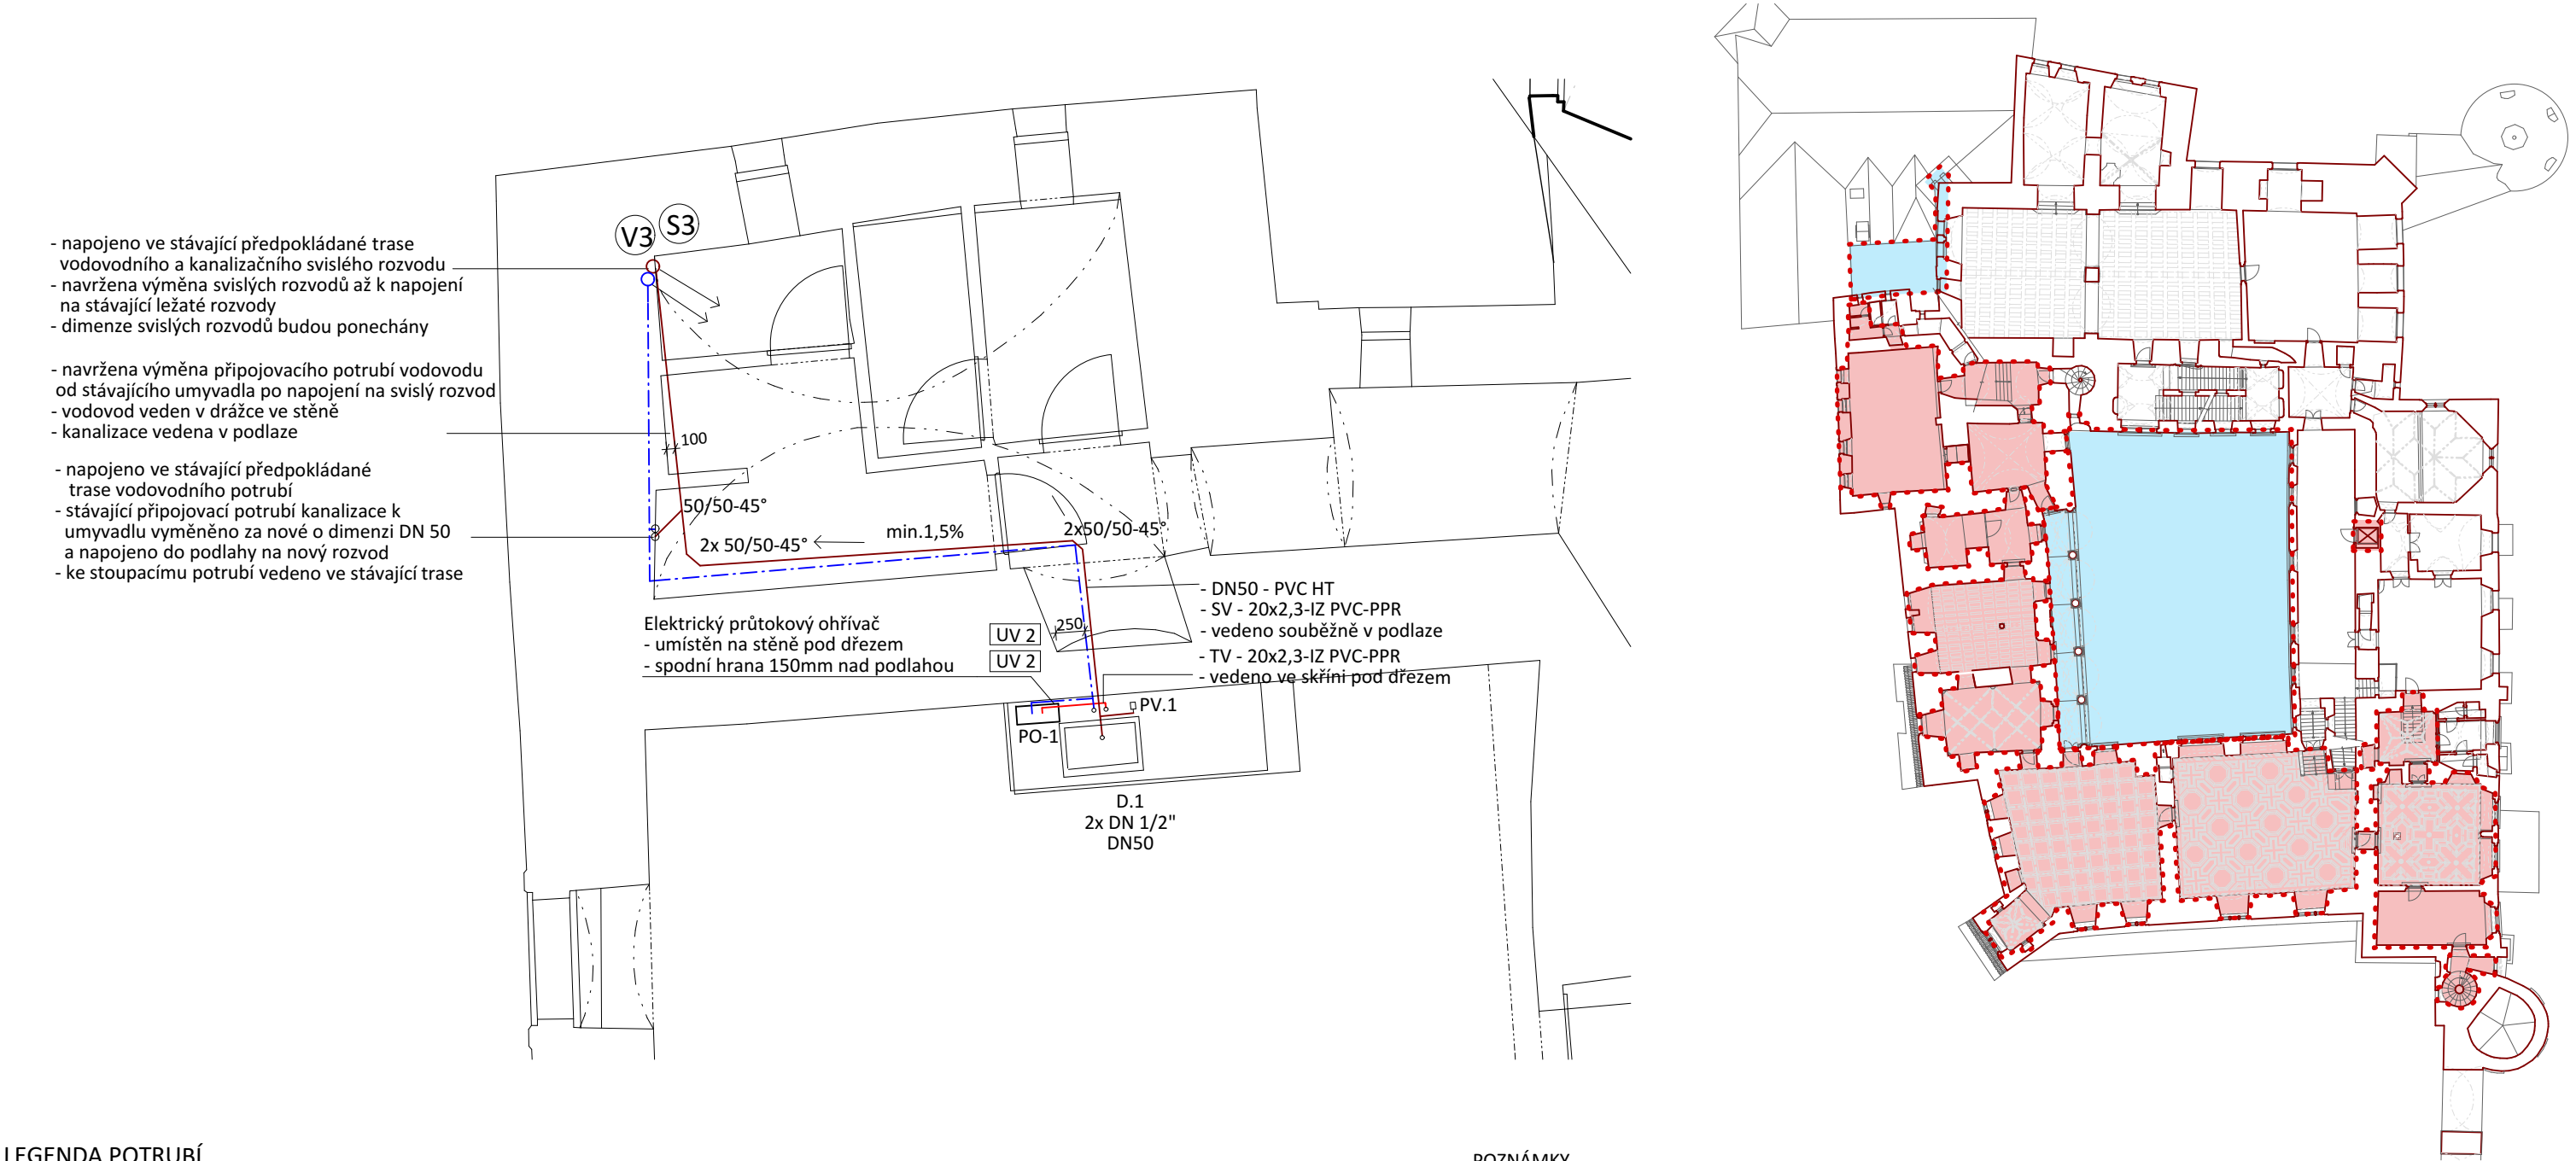 V3
S3
- napojeno ve stávající předpokládané trase
vodovodního a kanalizačního svislého rozvodu
- navržena výměna svislých rozvodů až k napojení
na stávající ležaté rozvody
- dimenze svislých rozvodů budou ponechány
- navržena výměna připojovacího potrubí vodovodu
od stávajícího umyvadla po napojení na svislý rozvod
- vodovod veden v drážce ve stěně
- kanalizace vedena v podlaze
- napojeno ve stávající předpokládané
trase vodovodního potrubí
- stávající připojovací potrubí kanalizace k
umyvadlu vyměněno za nové o dimenzi DN 50
a napojeno do podlahy na nový rozvod
- ke stoupacímu potrubí vedeno ve stávající trase
100
50/50-45°
2x 50/50-45°
min.1,5%
2x50/50-45°
Elektrický průtokový ohřívač
- umístěn na stěně pod dřezem
- spodní hrana 150mm nad podlahou
UV 2
UV 2
250
- DN50 - PVC HT
- SV - 20x2,3-IZ PVC-PPR
- vedeno souběžně v podlaze
- TV - 20x2,3-IZ PVC-PPR
- vedeno ve skříni pod dřezem
PV.1
PO-1
D.1
2x DN 1/2"
DN50
LEGENDA POTRUBÍ
POZNÁMKY